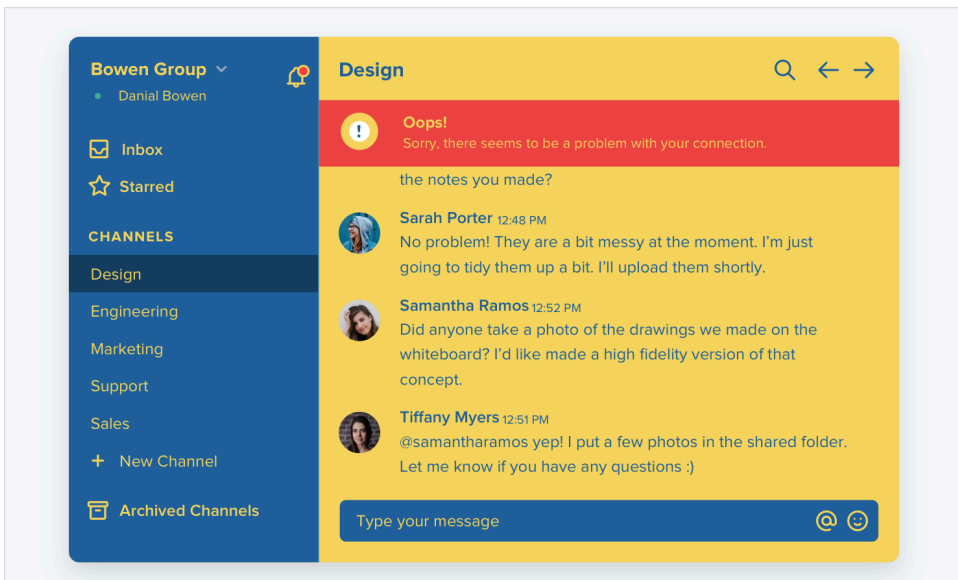 Bowen Group
Danial Bowen
Inbox
Starred
CHANNELS
Design
Engineering
Marketing
Support
Sales
+ New Channel
Archived Channels
Design
!
Oops!
Sorry, there seems to be a problem with your connection.
the notes you made?
Sarah Porter 12:48 PM
No problem! They are a bit messy at the moment. I’m just
going to tidy them up a bit. I’ll upload them shortly.
Samantha Ramos 12:52 PM
Did anyone take a photo of the drawings we made on the
whiteboard? I’d like made a high fidelity version of that
concept.
Tiffany Myers 12:51 PM
@samantharamos yep! I put a few photos in the shared folder.
Let me know if you have any questions :)
Type your message @